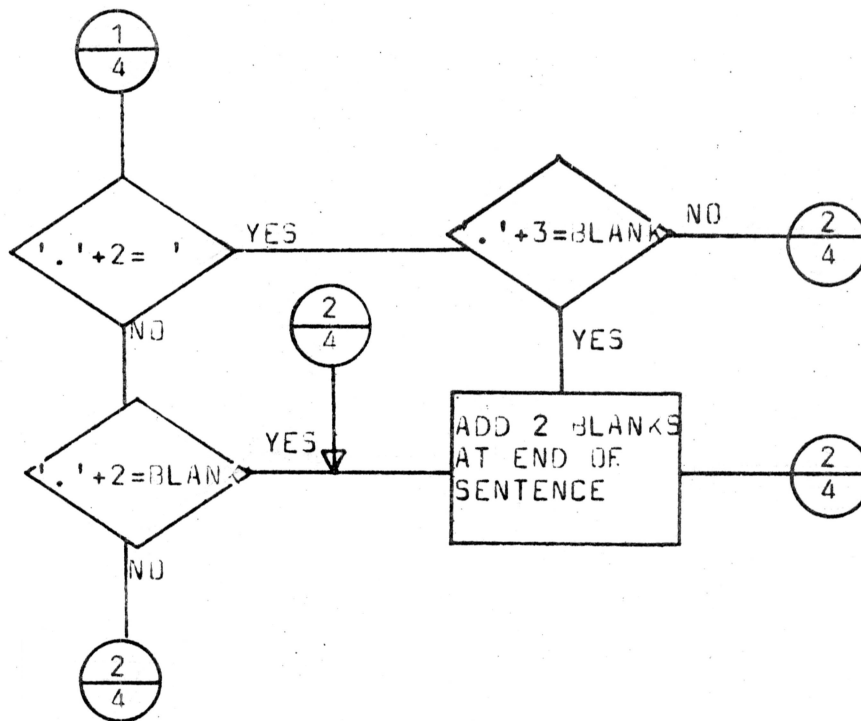 1
4
'.'+2= '
YES
'.'+3=BLANK
NO
2
4
NO
2
4
YES
'.'+2=BLANK
YES
ADD 2 BLANKS
AT END OF
SENTENCE
2
4
NO
2
4